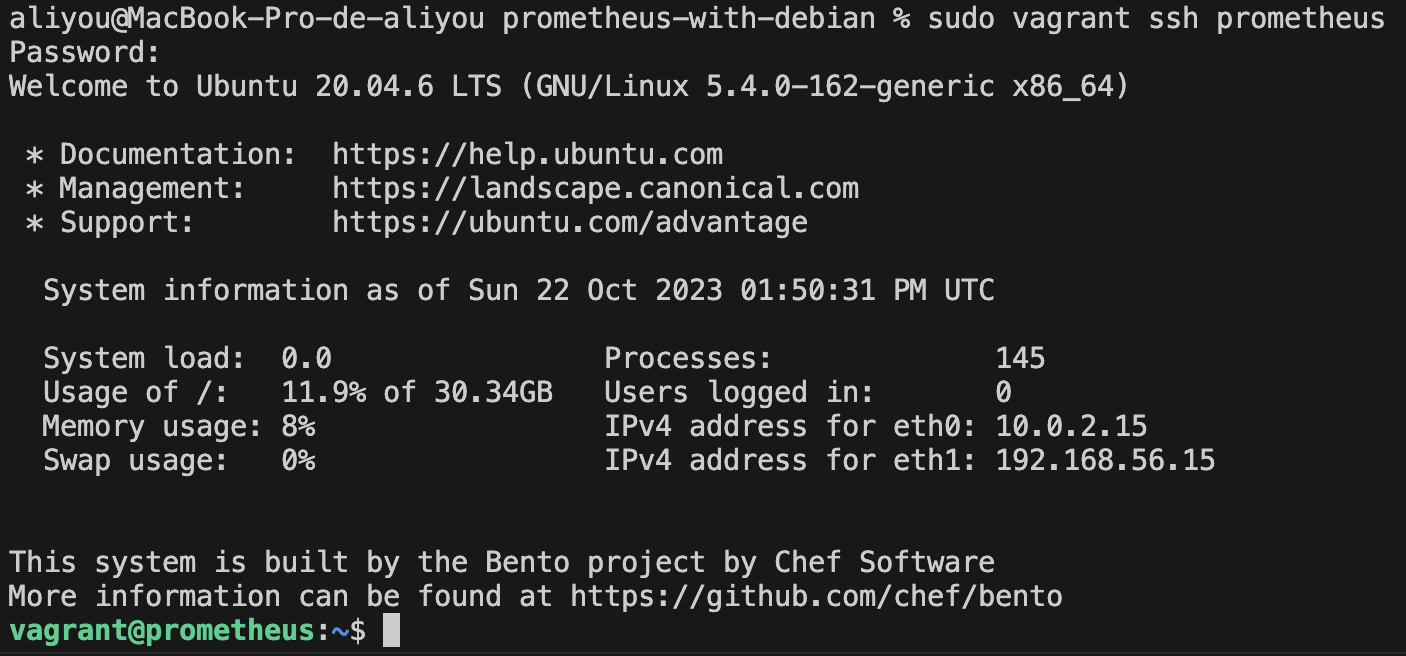 aliyou@MacBook-Pro-de-aliyou prometheus-with-debian % sudo vagrant ssh prometheus
Password:
Welcome to Ubuntu 20.04.6 LTS (GNU/Linux 5.4.0-162-generic x86_64)
* Documentation:  https://help.ubuntu.com
* Management:     https://landscape.canonical.com
* Support:        https://ubuntu.com/advantage
System information as of Sun 22 Oct 2023 01:50:31 PM UTC
System load:  0.0                Processes:             145
Usage of /:   11.9% of 30.34GB   Users logged in:       0
Memory usage: 8%                 IPv4 address for eth0: 10.0.2.15
Swap usage:   0%                 IPv4 address for eth1: 192.168.56.15
This system is built by the Bento project by Chef Software
More information can be found at https://github.com/chef/bento
vagrant@prometheus:~$